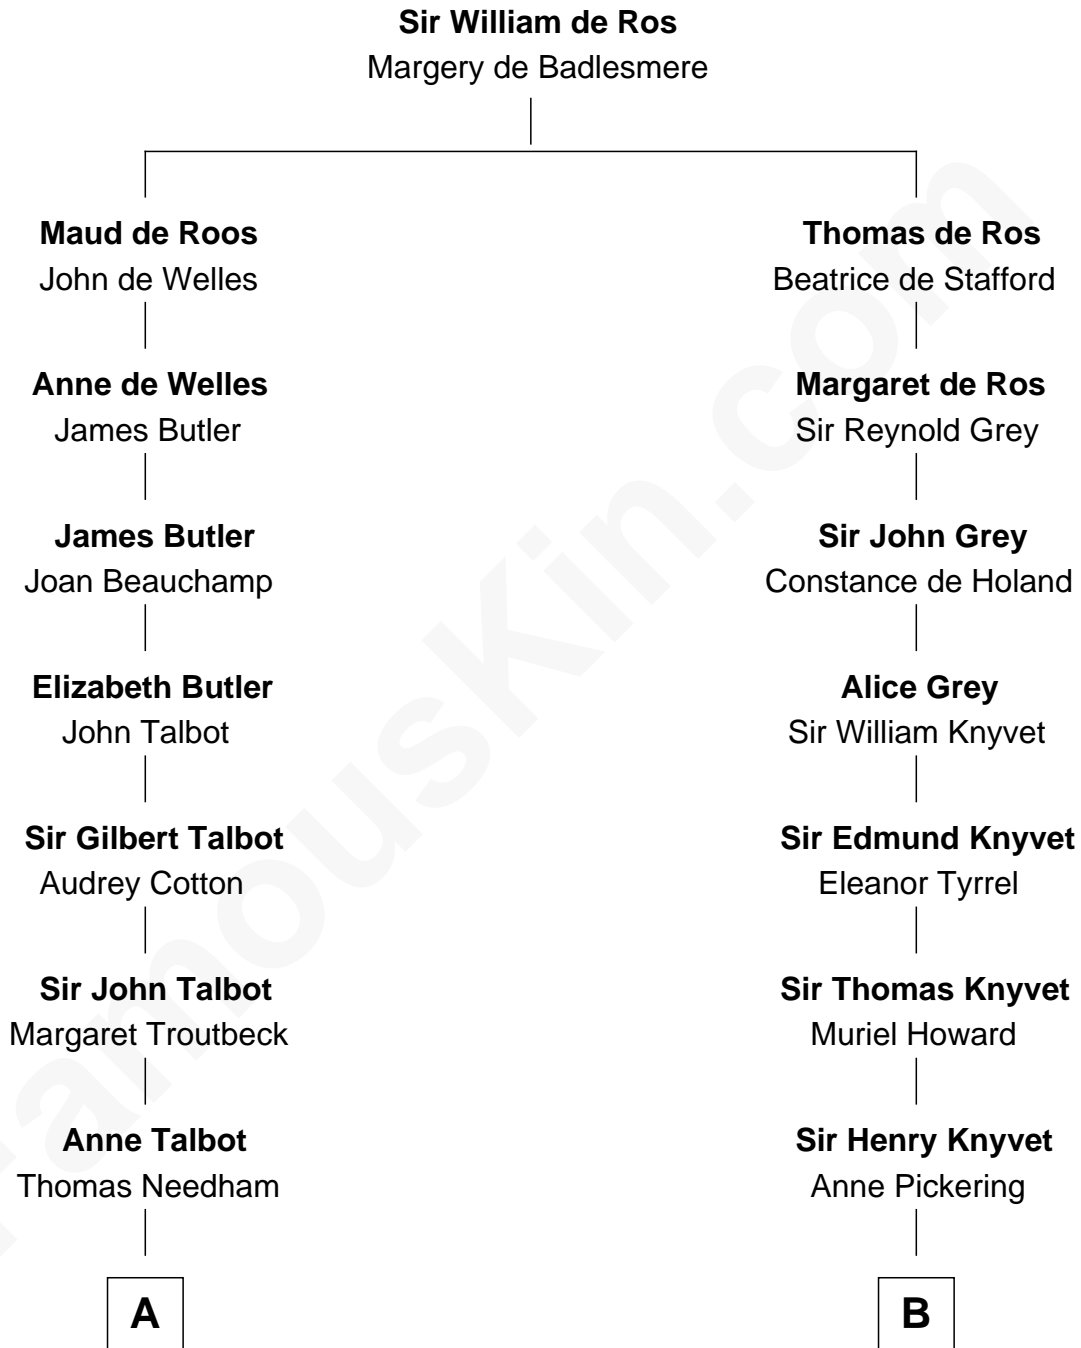 Sir William de Ros
Margery de Badlesmere
Maud de Roos
John de Welles
Anne de Welles
James Butler
James Butler
Joan Beauchamp
Elizabeth Butler
John Talbot
Sir Gilbert Talbot
Audrey Cotton
Sir John Talbot
Margaret Troutbeck
Anne Talbot
Thomas Needham
A
Thomas de Ros
Beatrice de Stafford
Margaret de Ros
Sir Reynold Grey
Sir John Grey
Constance de Holand
Alice Grey
Sir William Knyvet
Sir Edmund Knyvet
Eleanor Tyrrel
Sir Thomas Knyvet
Muriel Howard
Sir Henry Knyvet
Anne Pickering
B
FamousKin.com